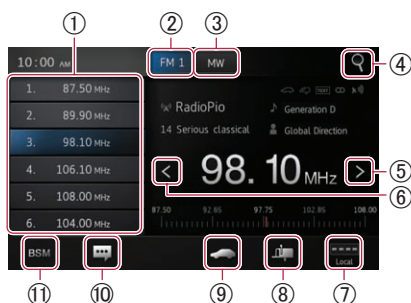 ① ② ③
10:00 AM FM 1 MW ④
1. 87.50 MHz
2. 89.90 MHz
3. 98.10 MHz
4. 106.10 MHz
5. 108.00 MHz
6. 104.00 MHz
TEXT
RadioPio Generation D
14 Serious classical Global Direction
< 98.10 MHz > ⑤
⑥
87.50 92.65 97.75 102.85 108.00
BSM Local
⑪ ⑩ ⑨ ⑧ ⑦